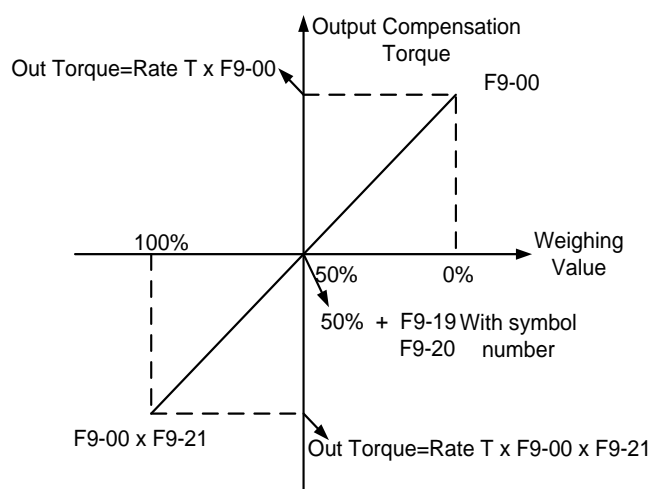 Output Compensation
Torque
Out Torque=Rate T x F9-00
F9-00
100%
Weighing
Value
50%
0%
50% + F9-19 With symbol
F9-20 number
F9-00 x F9-21
Out Torque=Rate T x F9-00 x F9-21